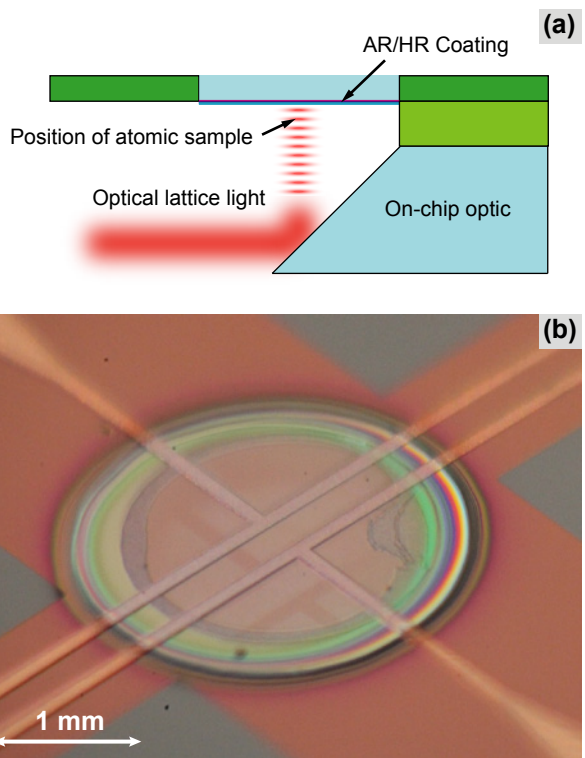 (a)
AR/HR Coating
Position of atomic sample
Optical lattice light
On-chip optic
(b)
1 mm